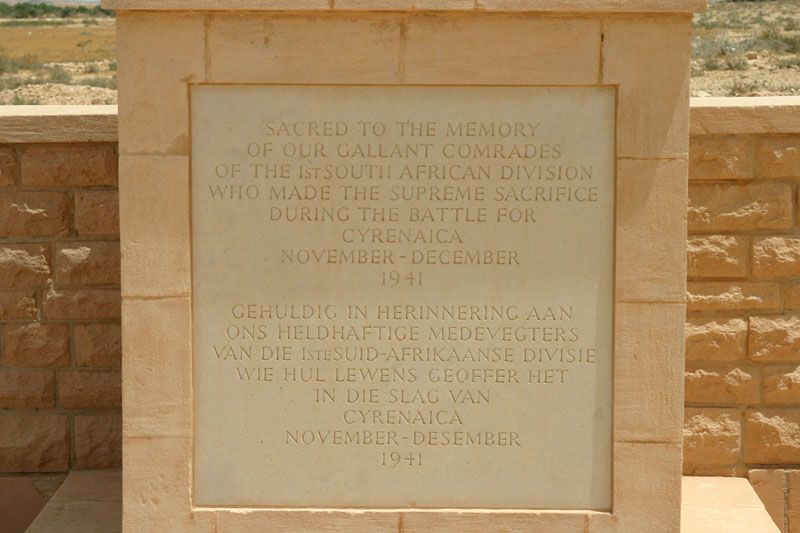 SACRED TO THE MEMORY
OF OUR GALLANT COMRADES
OF THE 1ST SOUTH AFRICAN DIVISION
WHO MADE THE SUPREME SACRIFICE
DURING THE BATTLE FOR
CYRENAICA
NOVEMBER-DECEMBER
1941
GEHULDIG IN HERINNERING AAN
ONS HELDHAFTIGE MEDEVEGTERS
VAN DIE 1STE SUID-AFRIKAANSE DIVISIE
WIE HUL LEWENS GEOFFER HET
IN DIE SLAG VAN
CYRENAICA
NOVEMBER-DESEMBER
1941